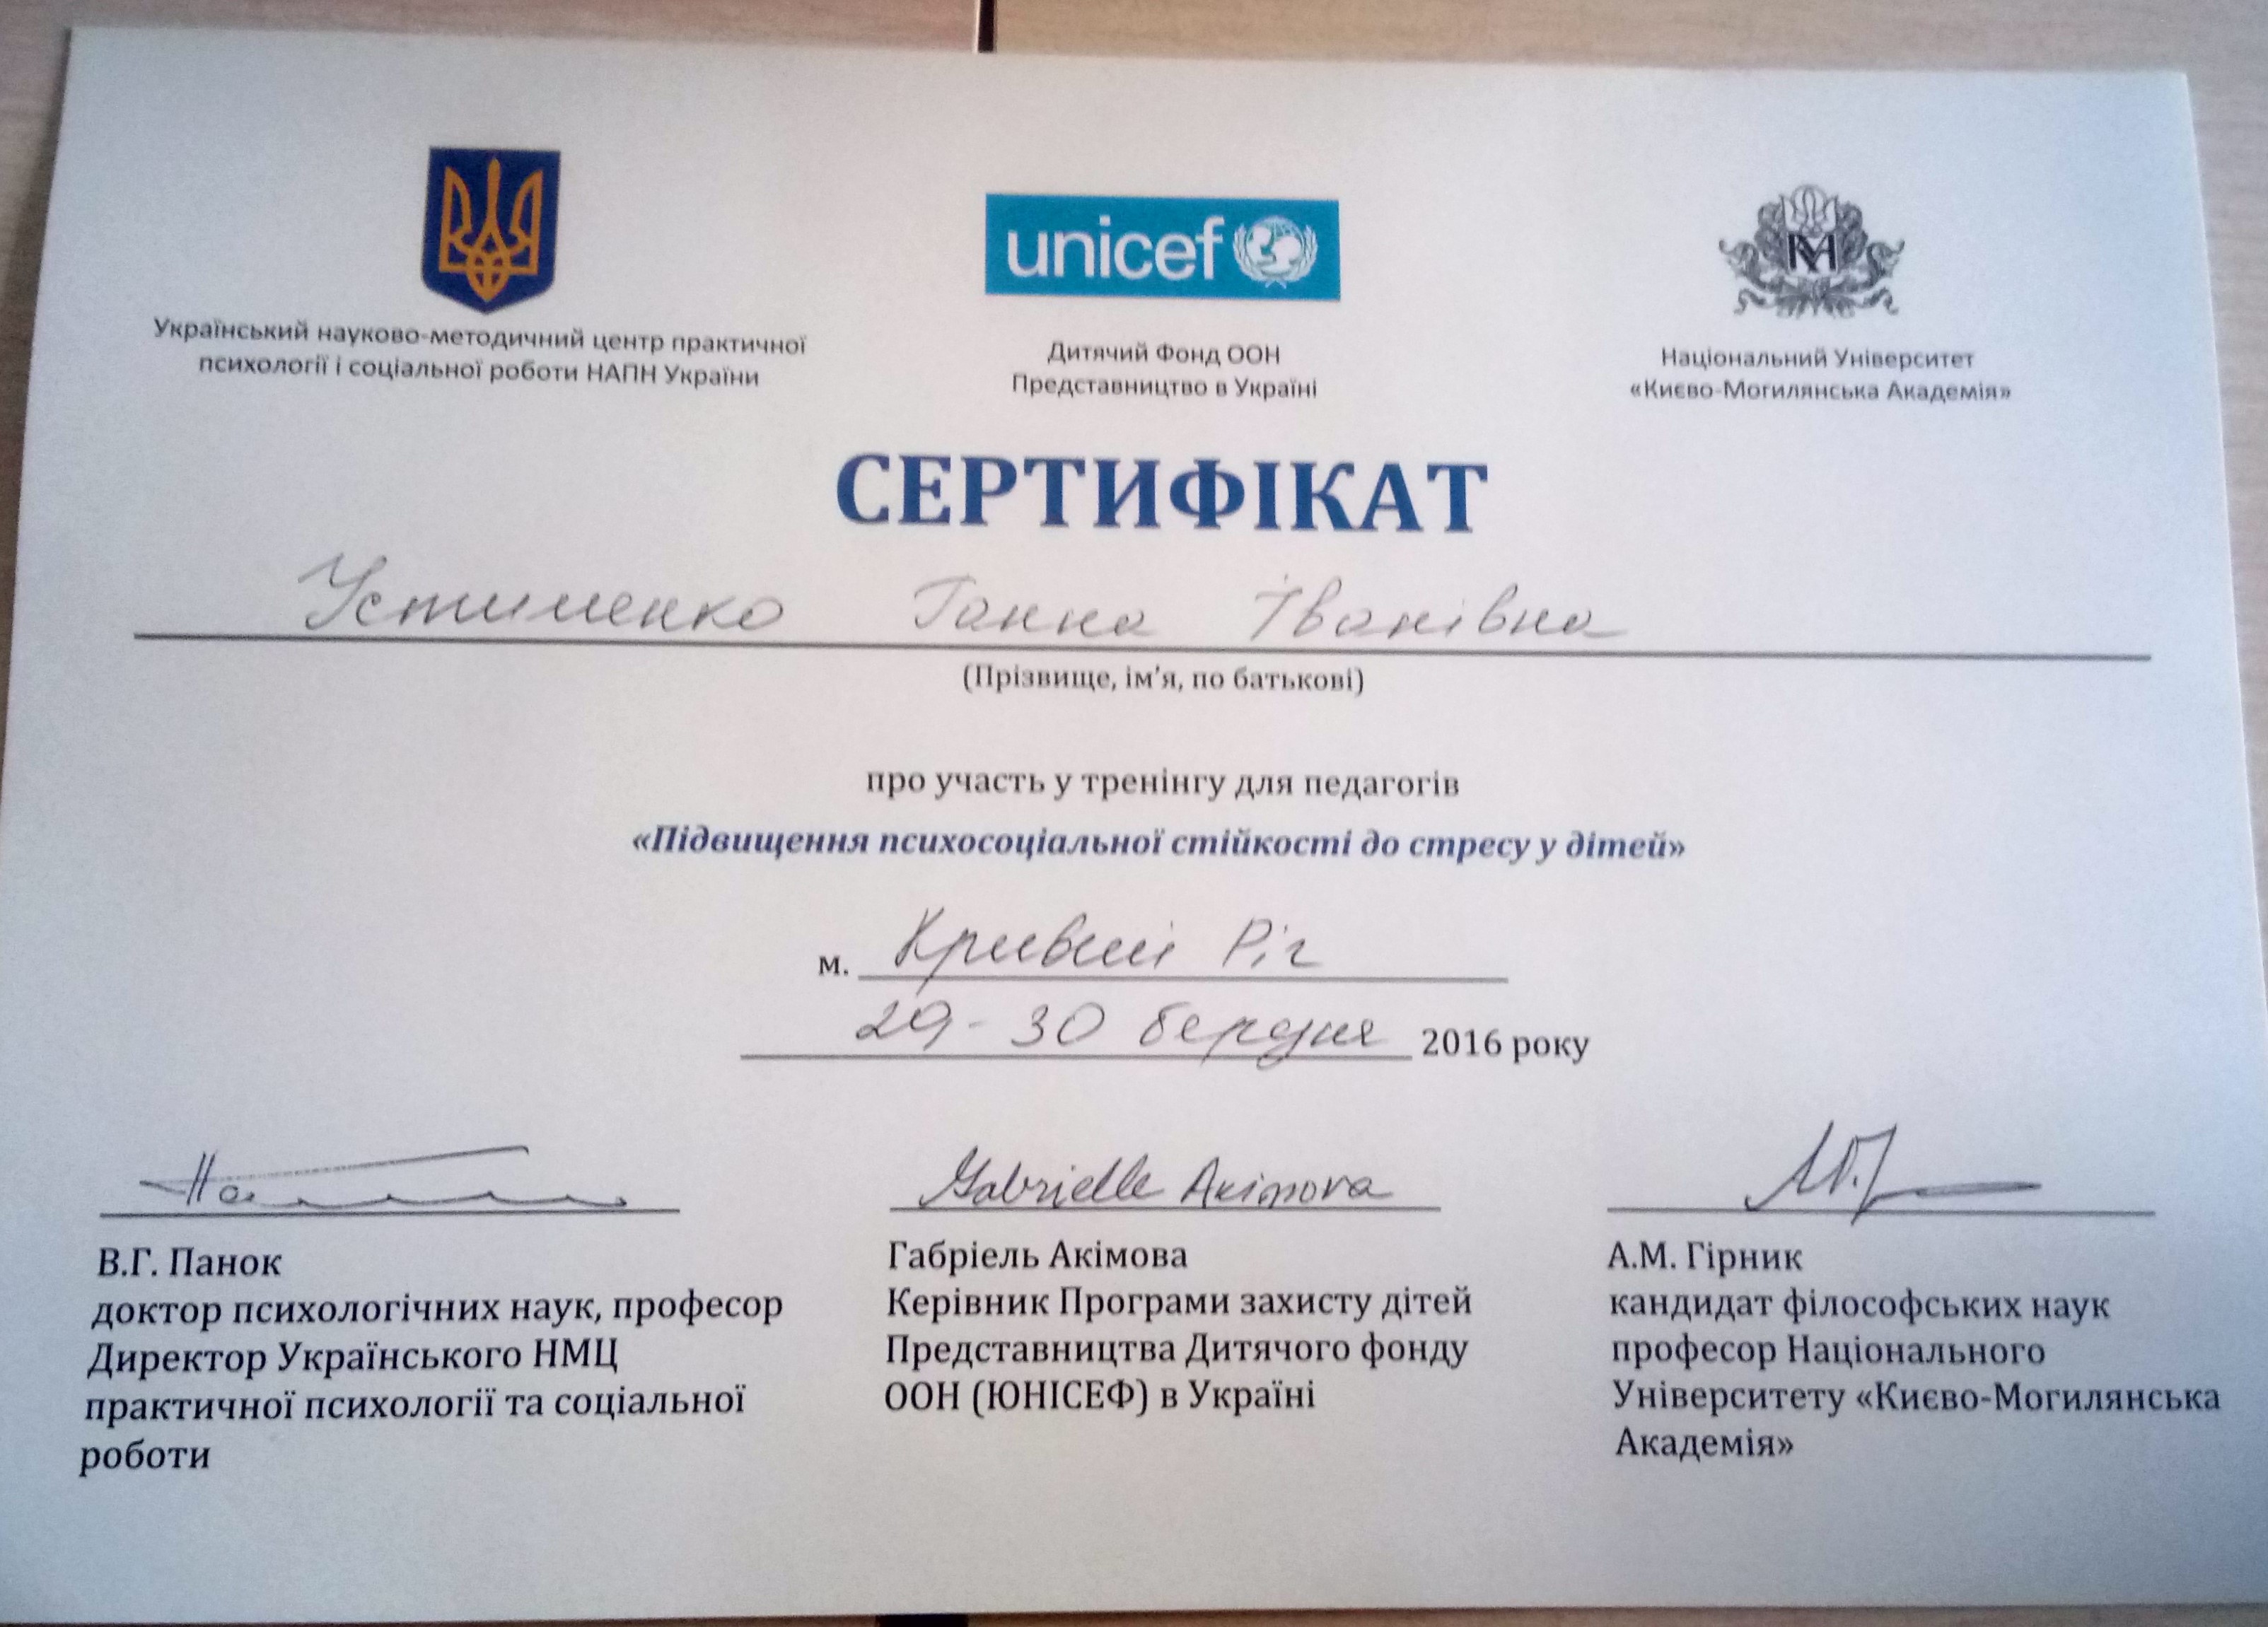 Український науково-методичний центр практичної
психології і соціальної роботи НАПН України
unicef
Дитячий Фонд ООН
Представництво в Україні
КМА
Національний Університет
«Києво-Могилянська Академія»
СЕРТИФІКАТ
Устименко Ганна Іванівна
(Прізвище, ім’я, по батькові)
про участь у тренінгу для педагогів
«Підвищення психосоціальної стійкості до стресу у дітей»
м. Кривий Ріг
29-30 березня 2016 року
Gabrielle Akimova
В.Г. Панок
доктор психологічних наук, професор
Директор Українського НМЦ
практичної психології та соціальної
роботи
Габріель Акімова
Керівник Програми захисту дітей
Представництва Дитячого фонду
ООН (ЮНІСЕФ) в Україні
А.М. Гірник
кандидат філософських наук
професор Національного
Університету «Києво-Могилянська
Академія»